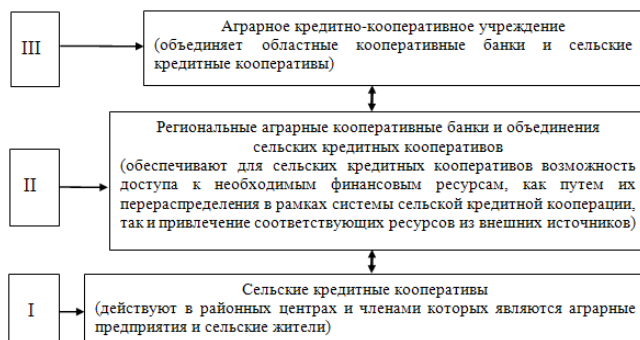 III
Аграрное кредитно-кооперативное учреждение
(объединяет областные кооперативные банки и сельские
кредитные кооперативы)
II
Региональные аграрные кооперативные банки и объединения
сельских кредитных кооперативов
(обеспечивают для сельских кредитных кооперативов возможность
доступа к необходимым финансовым ресурсам, как путем их
перераспределения в рамках системы сельской кредитной кооперации,
так и привлечение соответствующих ресурсов из внешних источников)
I
Сельские кредитные кооперативы
(действуют в районных центрах и членами которых являются аграрные
предприятия и сельские жители)